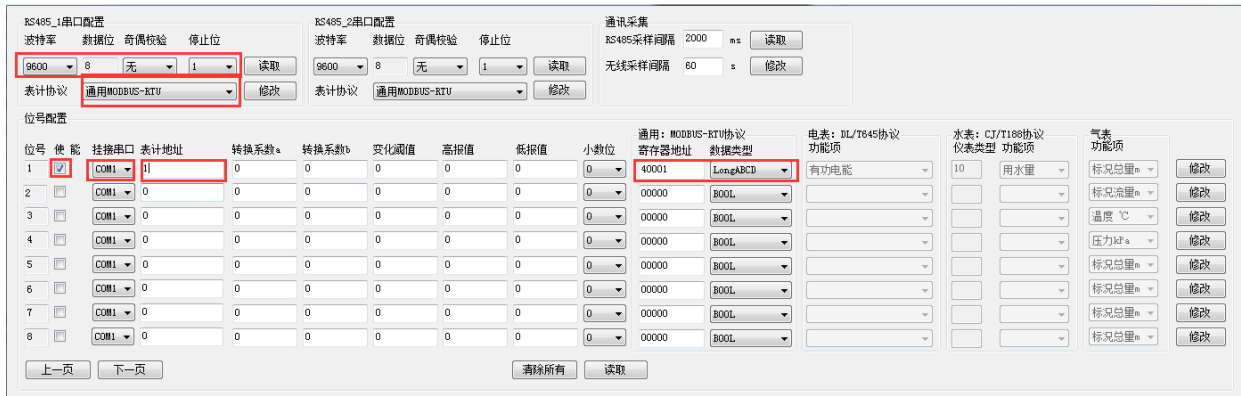 RS485_1串口配置 RS485_2串口配置 通讯采集
波特率 数据位 奇偶校验 停止位 波特率 数据位 奇偶校验 停止位 RS485采样间隔 2000 ms 读取
9600 8 无 1 读取 9600 8 无 1 读取 无线采样间隔 60 s 修改
表计协议 通用MODBUS-RTU 修改 表计协议 通用MODBUS-RTU 修改
位号配置
通用: MODBUS-RTU协议 电表: DL/T645协议 水表: CJ/T188协议 气表
位号 使 能 挂接串口 表计地址 转换系数a 转换系数b 变化阈值 高报值 低报值 小数位 寄存器地址 数据类型 功能项 仪表类型 功能项 功能项
1 COM1 1 0 0 0 0 0 0 40001 LongABCD 有功电能 10 用水量 标况总量m 修改
2 COM1 0 0 0 0 0 0 0 00000 BOOL 标况流量m 修改
3 COM1 0 0 0 0 0 0 0 00000 BOOL 温度 ℃ 修改
4 COM1 0 0 0 0 0 0 0 00000 BOOL 压力kPa 修改
5 COM1 0 0 0 0 0 0 0 00000 BOOL 标况总量m 修改
6 COM1 0 0 0 0 0 0 0 00000 BOOL 标况总量m 修改
7 COM1 0 0 0 0 0 0 0 00000 BOOL 标况总量m 修改
8 COM1 0 0 0 0 0 0 0 00000 BOOL 标况总量m 修改
上一页 下一页 清除所有 读取